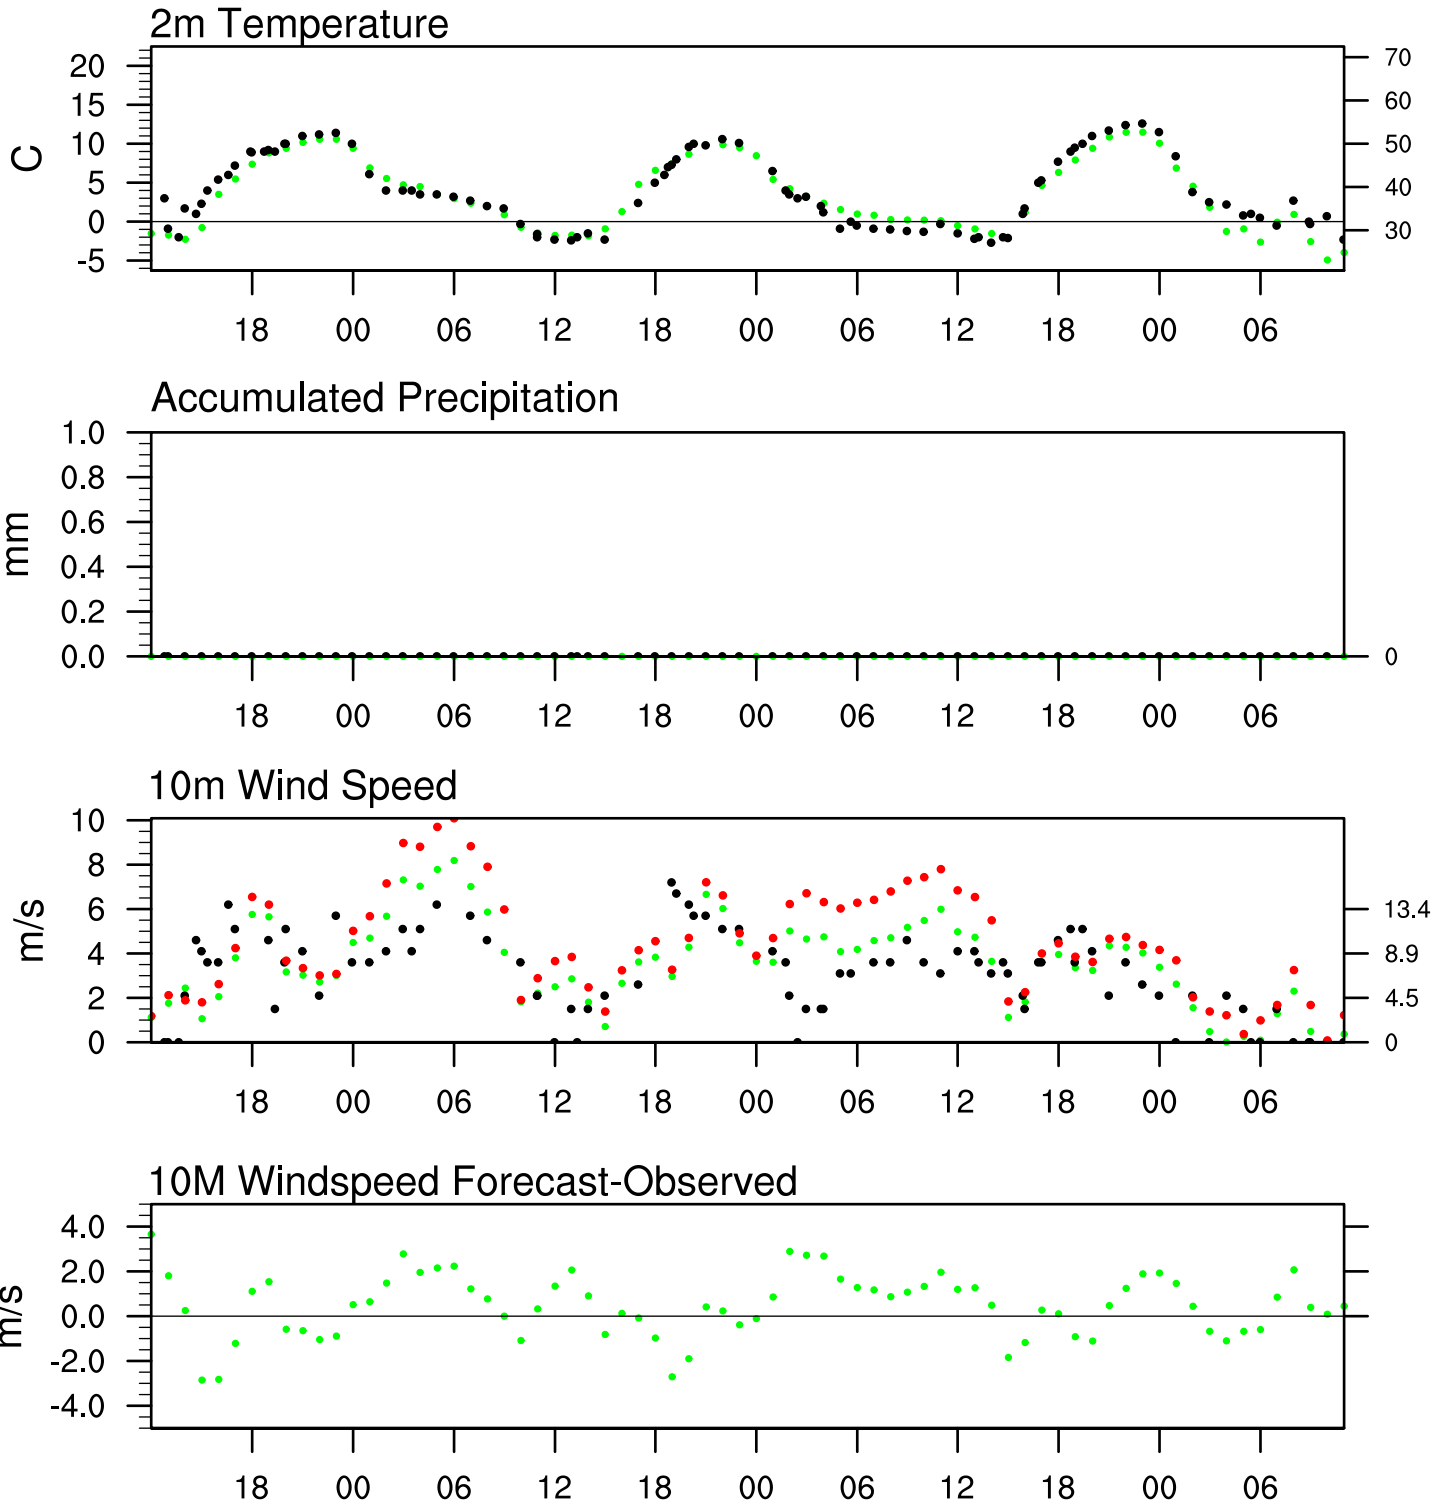 2m Temperature
20
15
10
5
0
-5
C
70
60
50
40
30
18 00 06 12 18 00 06 12 18 00 06
Accumulated Precipitation
1.0
0.8
0.6
0.4
0.2
0.0
mm
0
18 00 06 12 18 00 06 12 18 00 06
10m Wind Speed
10
8
6
4
2
0
m/s
13.4
8.9
4.5
0
18 00 06 12 18 00 06 12 18 00 06
10M Windspeed Forecast-Observed
4.0
2.0
0.0
-2.0
-4.0
m/s
18 00 06 12 18 00 06 12 18 00 06